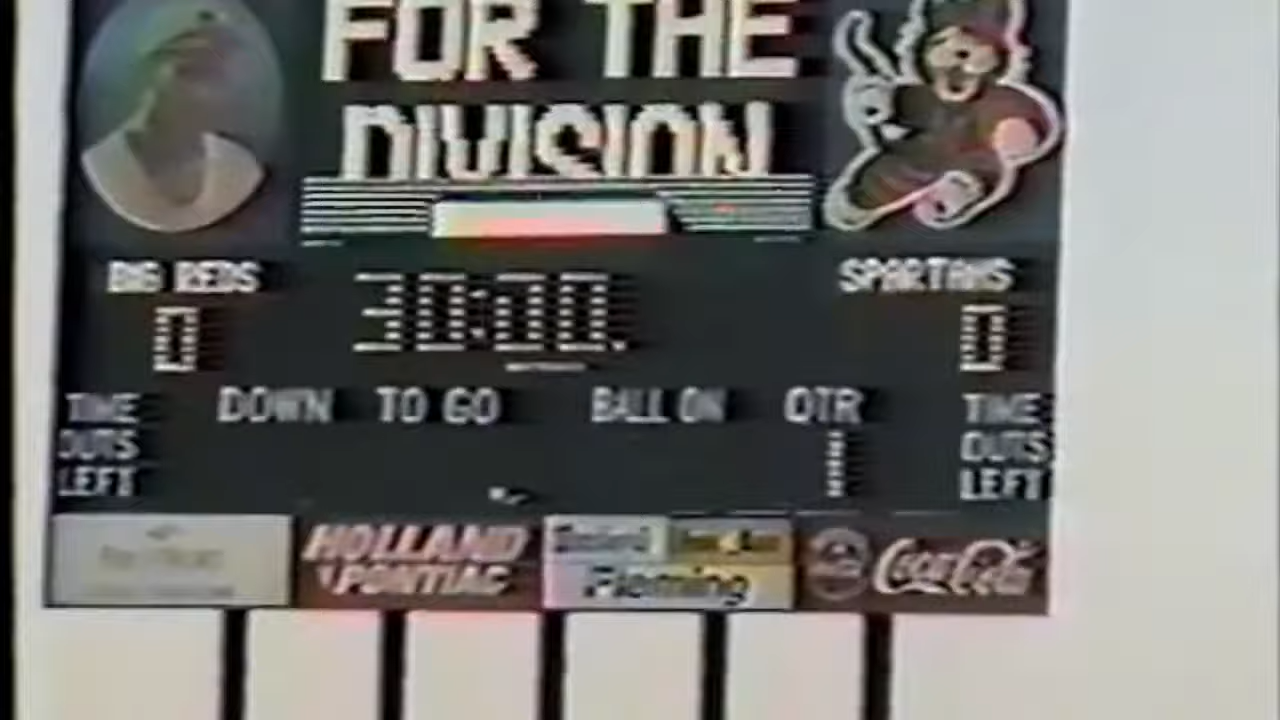 FOR THE
DIVISION
BIG REDS
30:00
SPARTANS
0
0
TIME
OUTS
LEFT
DOWN
TO GO
BALL ON
QTR
1
TIME
OUTS
LEFT
HOLLAND
PONTIAC
Fleming
Coca-Cola